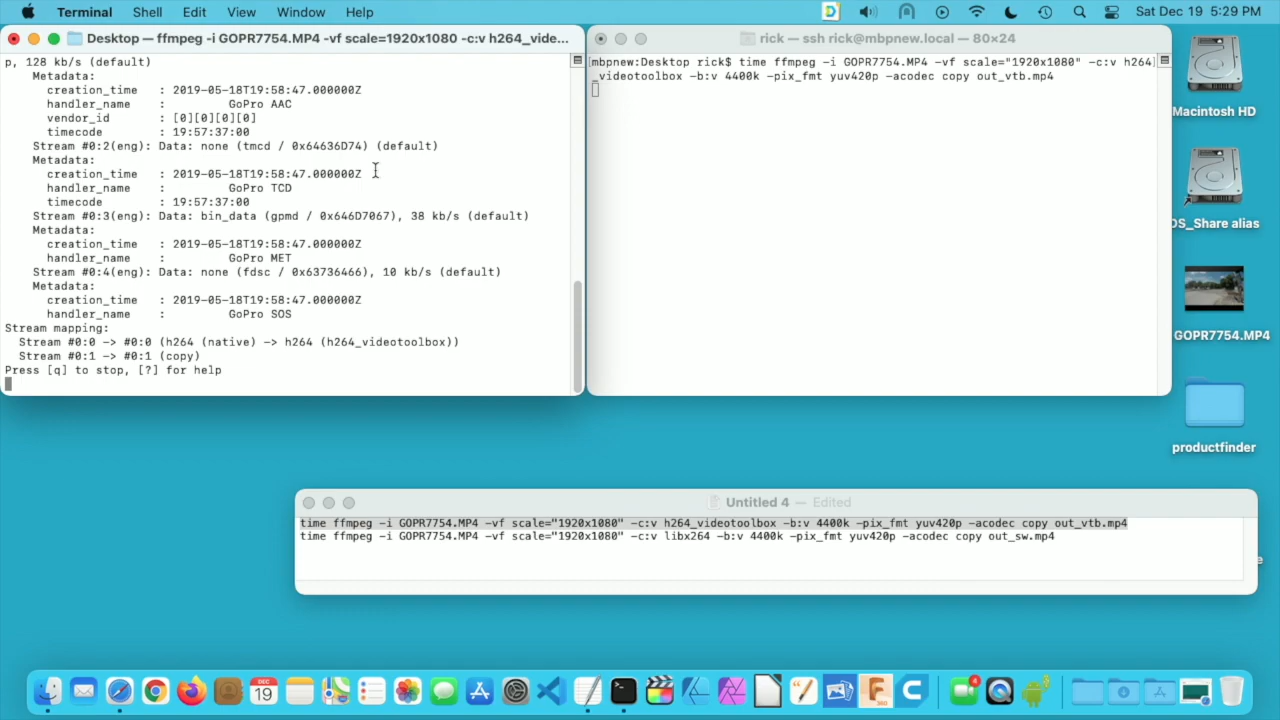 Terminal Shell Edit View Window Help
Sat Dec 19 5:29 PM
Desktop — ffmpeg -i GOPR7754.MP4 -vf scale=1920x1080 -c:v h264_vide...
p, 128 kb/s (default)
Metadata:
creation_time : 2019-05-18T19:58:47.000000Z
handler_name : GoPro AAC
vendor_id : [0][0][0][0]
timecode : 19:57:37:00
Stream #0:2(eng): Data: none (tmcd / 0x64636D74) (default)
Metadata:
creation_time : 2019-05-18T19:58:47.000000Z
handler_name : GoPro TCD
timecode : 19:57:37:00
Stream #0:3(eng): Data: bin_data (gpmd / 0x646D7067), 38 kb/s (default)
Metadata:
creation_time : 2019-05-18T19:58:47.000000Z
handler_name : GoPro MET
Stream #0:4(eng): Data: none (fdsc / 0x63736466), 10 kb/s (default)
Metadata:
creation_time : 2019-05-18T19:58:47.000000Z
handler_name : GoPro SOS
Stream mapping:
Stream #0:0 -> #0:0 (h264 (native) -> h264 (h264_videotoolbox))
Stream #0:1 -> #0:1 (copy)
Press [q] to stop, [?] for help
rick — ssh rick@mbpnew.local — 80×24
[mbpnew:Desktop rick$ time ffmpeg -i GOPR7754.MP4 -vf scale="1920x1080" -c:v h264]
_videotoolbox -b:v 4400k -pix_fmt yuv420p -acodec copy out_vtb.mp4
Macintosh HD
OS_Share alias
GOPR7754.MP4
productfinder
Untitled 4 — Edited
time ffmpeg -i GOPR7754.MP4 -vf scale="1920x1080" -c:v h264_videotoolbox -b:v 4400k -pix_fmt yuv420p -acodec copy out_vtb.mp4
time ffmpeg -i GOPR7754.MP4 -vf scale="1920x1080" -c:v libx264 -b:v 4400k -pix_fmt yuv420p -acodec copy out_sw.mp4
DEC
19
F
360
C
4